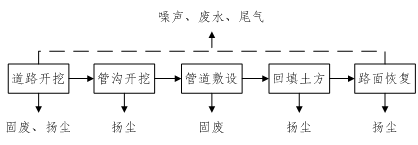 噪声、废水、尾气
道路开挖 管沟开挖 管道敷设 回填土方 路面恢复
固废、扬尘 扬尘 固废 扬尘 扬尘